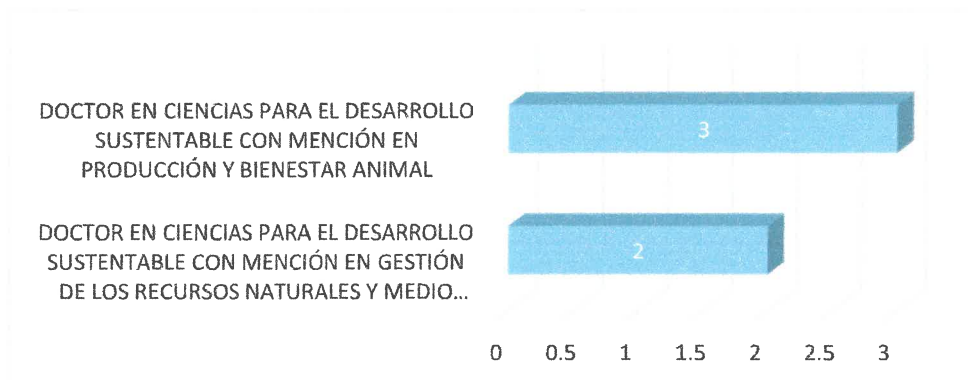 DOCTOR EN CIENCIAS PARA EL DESARROLLO
SUSTENTABLE CON MENCIÓN EN
PRODUCCIÓN Y BIENESTAR ANIMAL
3
DOCTOR EN CIENCIAS PARA EL DESARROLLO
SUSTENTABLE CON MENCIÓN EN GESTIÓN
DE LOS RECURSOS NATURALES Y MEDIO...
2
0 0.5 1 1.5 2 2.5 3